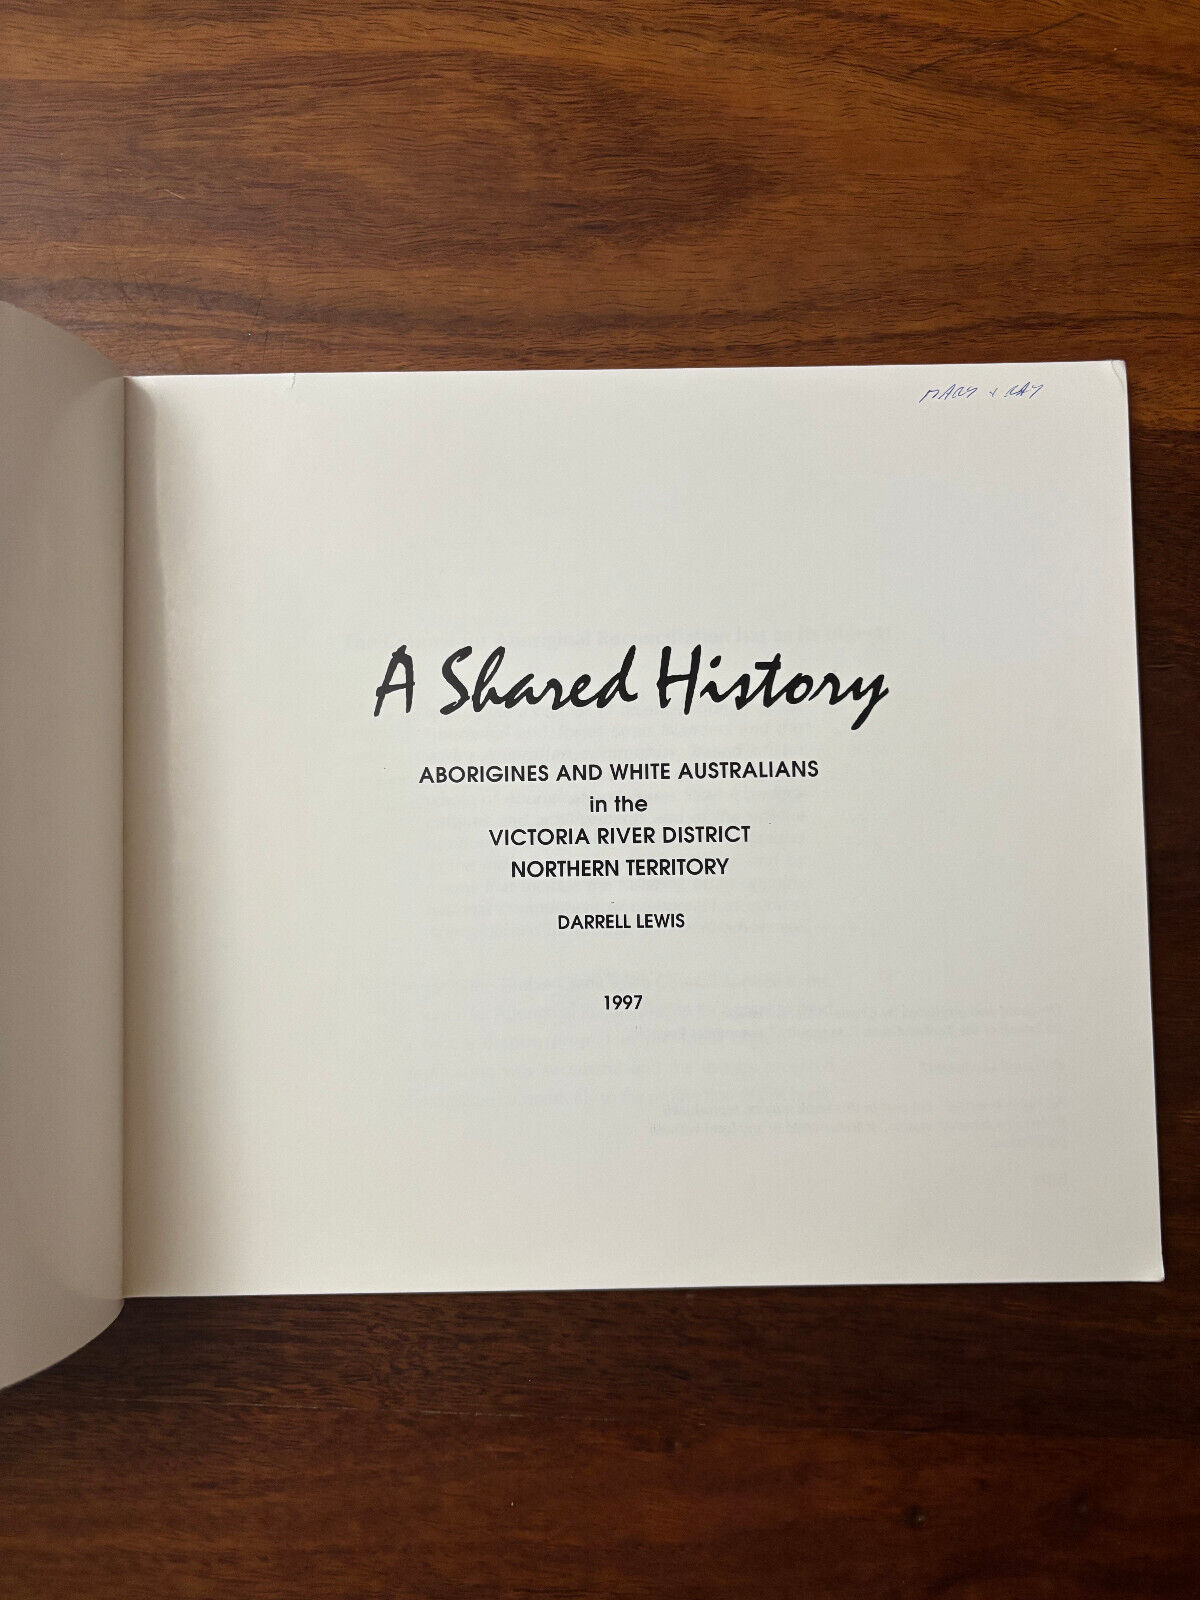 MARY + RAY
A Shared History
ABORIGINES AND WHITE AUSTRALIANS
in the
VICTORIA RIVER DISTRICT
NORTHERN TERRITORY
DARRELL LEWIS
1997